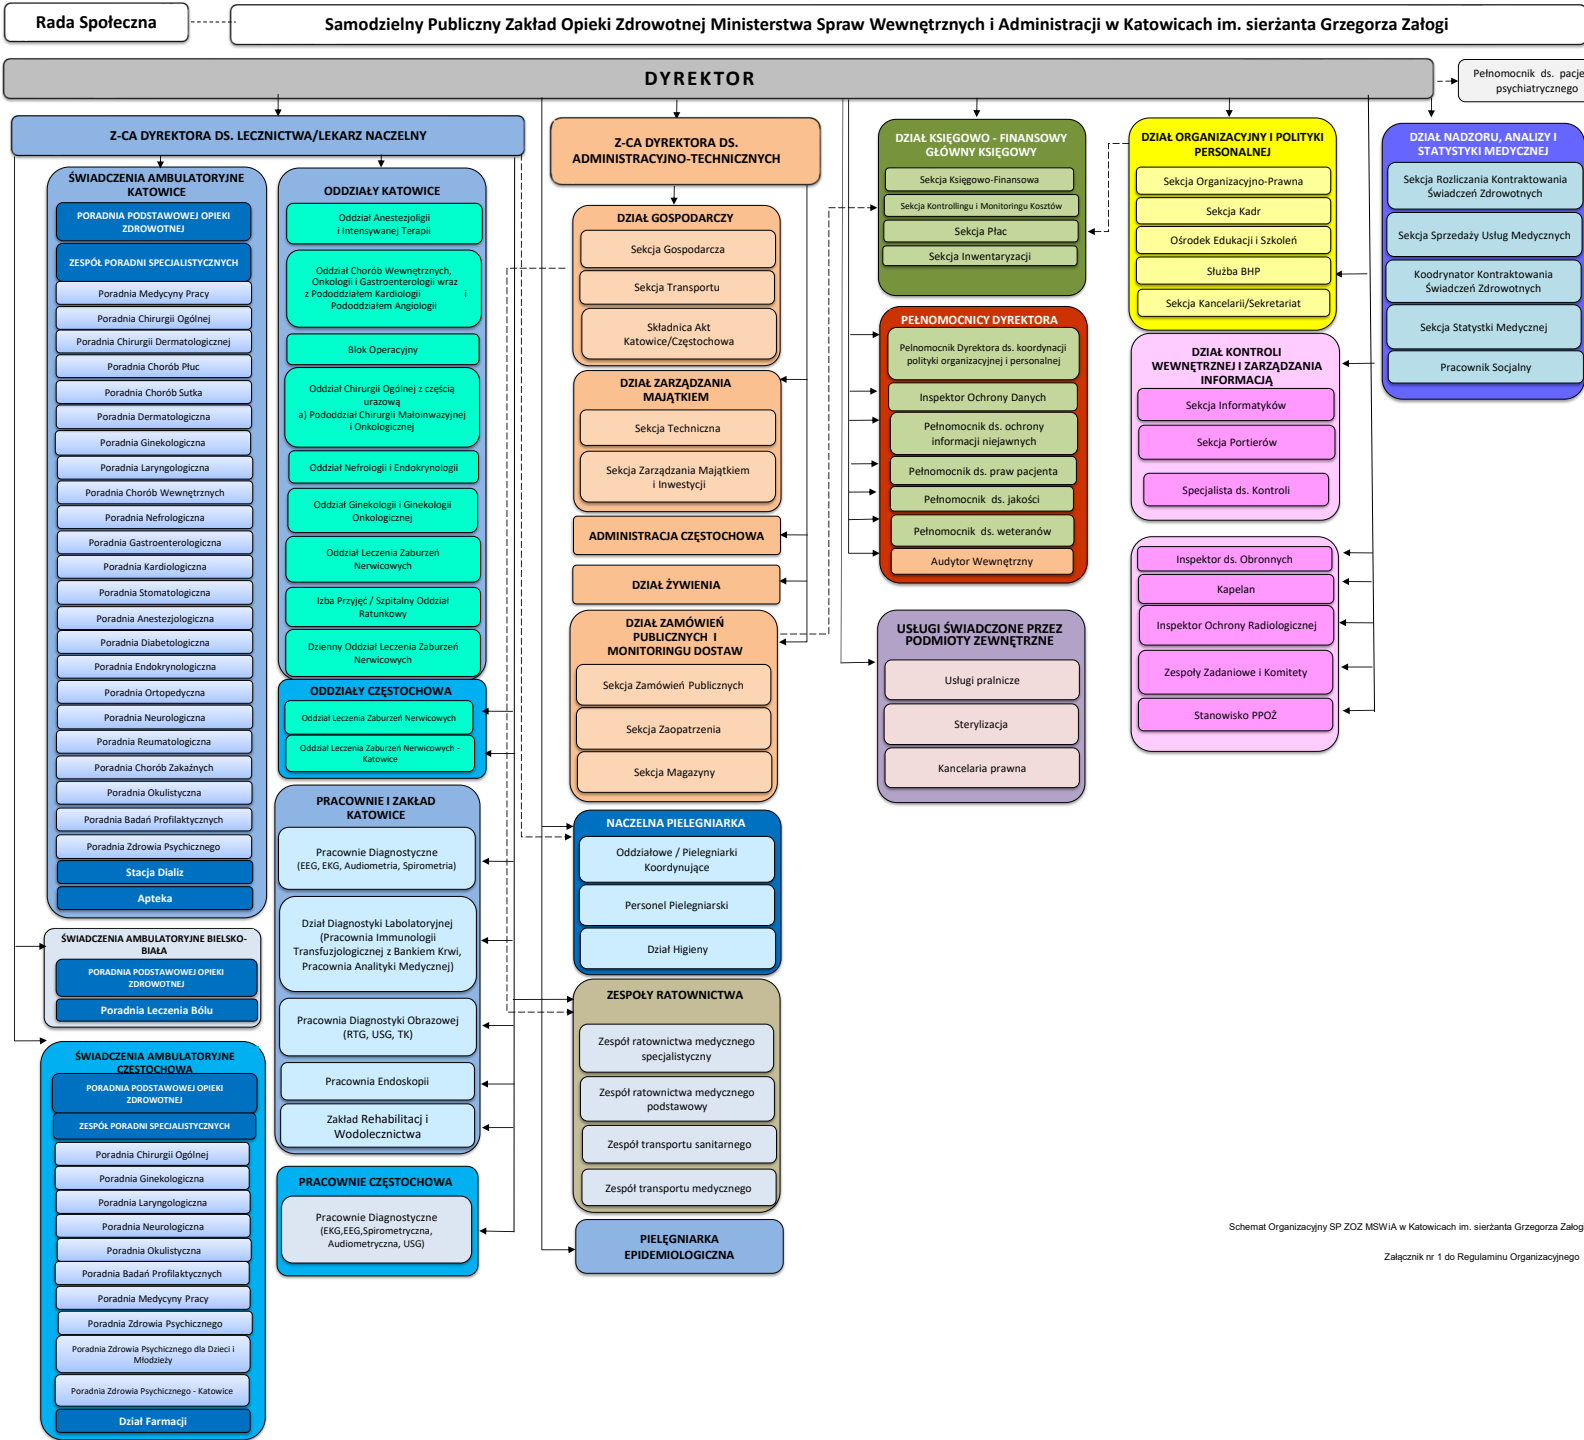 Rada Społeczna
Samodzielny Publiczny Zakład Opieki Zdrowotnej Ministerstwa Spraw Wewnętrznych i Administracji w Katowicach im. sierżanta Grzegorza Załogi
DYREKTOR
Pełnomocnik ds. pacje
psychiatrycznego
Z-CA DYREKTORA DS. LECZNICTWA/LEKARZ NACZELNY
ŚWIADCZENIA AMBULATORYJNE
KATOWICE
PORADNIA PODSTAWOWEJ OPIEKI
ZDROWOTNEJ
ZESPÓŁ PORADNI SPECJALISTYCZNYCH
Poradnia Medycyny Pracy
Poradnia Chirurgii Ogólnej
Poradnia Chirurgii Dermatologicznej
Poradnia Chorób Płuc
Poradnia Chorób Sutka
Poradnia Dermatologiczna
Poradnia Ginekologiczna
Poradnia Laryngologiczna
Poradnia Chorób Wewnętrznych
Poradnia Nefrologiczna
Poradnia Gastroenterologiczna
Poradnia Kardiologiczna
Poradnia Stomatologiczna
Poradnia Anestezjologiczna
Poradnia Diabetologiczna
Poradnia Endokrynologiczna
Poradnia Ortopedyczna
Poradnia Neurologiczna
Poradnia Reumatologiczna
Poradnia Chorób Zakaźnych
Poradnia Okulistyczna
Poradnia Badań Profilaktycznych
Poradnia Zdrowia Psychicznego
Stacja Dializ
Apteka
ŚWIADCZENIA AMBULATORYJNE BIELSKO-
BIAŁA
PORADNIA PODSTAWOWEJ OPIEKI
ZDROWOTNEJ
Poradnia Leczenia Bólu
ŚWIADCZENIA AMBULATORYJNE
CZĘSTOCHOWA
PORADNIA PODSTAWOWEJ OPIEKI
ZDROWOTNEJ
ZESPÓŁ PORADNI SPECJALISTYCZNYCH
Poradnia Chirurgii Ogólnej
Poradnia Ginekologiczna
Poradnia Laryngologiczna
Poradnia Neurologiczna
Poradnia Okulistyczna
Poradnia Badań Profilaktycznych
Poradnia Medycyny Pracy
Poradnia Zdrowia Psychicznego
Poradnia Zdrowia Psychicznego dla Dzieci i
Młodzieży
Poradnia Zdrowia Psychicznego - Katowice
Dział Farmacji
ODDZIAŁY KATOWICE
Oddział Anestezjoligii
i Intensywanej Terapii
Oddział Chorób Wewnętrznych,
Onkologii i Gastroenterologii wraz
z Pododdziałem Kardiologii i
Pododdziałem Angiologii
Blok Operacyjny
Oddział Chirurgii Ogólnej z częścią
urazową
a) Pododdział Chirurgii Małoinwazyjnej
i Onkologicznej
Oddział Nefrologii i Endokrynologii
Oddział Ginekologii i Ginekologii
Onkologicznej
Oddział Leczenia Zaburzeń
Nerwicowych
Izba Przyjęć / Szpitalny Oddział
Ratunkowy
Dzienny Oddział Leczenia Zaburzeń
Nerwicowych
ODDZIAŁY CZĘSTOCHOWA
Oddział Leczenia Zaburzeń Nerwicowych
Oddział Leczenia Zaburzeń Nerwicowych -
Katowice
PRACOWNIE I ZAKŁAD
KATOWICE
Pracownie Diagnostyczne
(EEG, EKG, Audiometria, Spirometria)
Dział Diagnostyki Labolatoryjnej
(Pracownia Immunologii
Transfuzjologicznej z Bankiem Krwi,
Pracownia Analityki Medycznej)
Pracownia Diagnostyki Obrazowej
(RTG, USG, TK)
Pracownia Endoskopii
Zakład Rehabilitacj i
Wodolecznictwa
PRACOWNIE CZĘSTOCHOWA
Pracownie Diagnostyczne
(EKG,EEG,Spirometryczna,
Audiometryczna, USG)
Z-CA DYREKTORA DS.
ADMINISTRACYJNO-TECHNICZNYCH
DZIAŁ GOSPODARCZY
Sekcja Gospodarcza
Sekcja Transportu
Składnica Akt
Katowice/Częstochowa
DZIAŁ ZARZĄDZANIA
MAJĄTKIEM
Sekcja Techniczna
Sekcja Zarządzania Majątkiem
i Inwestycji
ADMINISTRACJA CZĘSTOCHOWA
DZIAŁ ŻYWIENIA
DZIAŁ ZAMÓWIEŃ
PUBLICZNYCH I
MONITORINGU DOSTAW
Sekcja Zamówień Publicznych
Sekcja Zaopatrzenia
Sekcja Magazyny
NACZELNA PIELEGNIARKA
Oddziałowe / Pielegniarki
Koordynujące
Personel Pielegniarski
Dział Higieny
ZESPOŁY RATOWNICTWA
Zespół ratownictwa medycznego
specjalistyczny
Zespół ratownictwa medycznego
podstawowy
Zespół transportu sanitarnego
Zespół transportu medycznego
PIELĘGNIARKA
EPIDEMIOLOGICZNA
DZIAŁ KSIĘGOWO - FINANSOWY
GŁÓWNY KSIĘGOWY
Sekcja Księgowo-Finansowa
Sekcja Kontrollingu i Monitoringu Kosztów
Sekcja Płac
Sekcja Inwentaryzacji
PEŁNOMOCNICY DYREKTORA
Pelnomocnik Dyrektora ds. koordynacji
polityki organizacyjnej i personalnej
Inspektor Ochrony Danych
Pełnomocnik ds. ochrony
informacji niejawnych
Pełnomocnik ds. praw pacjenta
Pełnomocnik ds. jakości
Pełnomocnik ds. weteranów
Audytor Wewnętrzny
USŁUGI ŚWIADCZONE PRZEZ
PODMIOTY ZEWNĘTRZNE
Usługi pralnicze
Sterylizacja
Kancelaria prawna
DZIAŁ ORGANIZACYJNY I POLITYKI
PERSONALNEJ
Sekcja Organizacyjno-Prawna
Sekcja Kadr
Ośrodek Edukacji i Szkoleń
Służba BHP
Sekcja Kancelarii/Sekretariat
DZIAŁ KONTROLI
WEWNĘTRZNEJ I ZARZĄDZANIA
INFORMACJĄ
Sekcja Informatyków
Sekcja Portierów
Specjalista ds. Kontroli
Inspektor ds. Obronnych
Kapelan
Inspektor Ochrony Radiologicznej
Zespoły Zadaniowe i Komitety
Stanowisko PPOŻ
DZIAŁ NADZORU, ANALIZY I
STATYSTYKI MEDYCZNEJ
Sekcja Rozliczania Kontraktowania
Świadczeń Zdrowotnych
Sekcja Sprzedaży Usług Medycznych
Koodrynator Kontraktowania
Świadczeń Zdrowotnych
Sekcja Statystki Medycznej
Pracownik Socjalny
Schemat Organizacyjny SP ZOZ MSWiA w Katowicach im. sierżanta Grzegorza Załog
Załącznik nr 1 do Regulaminu Organizacyjnego